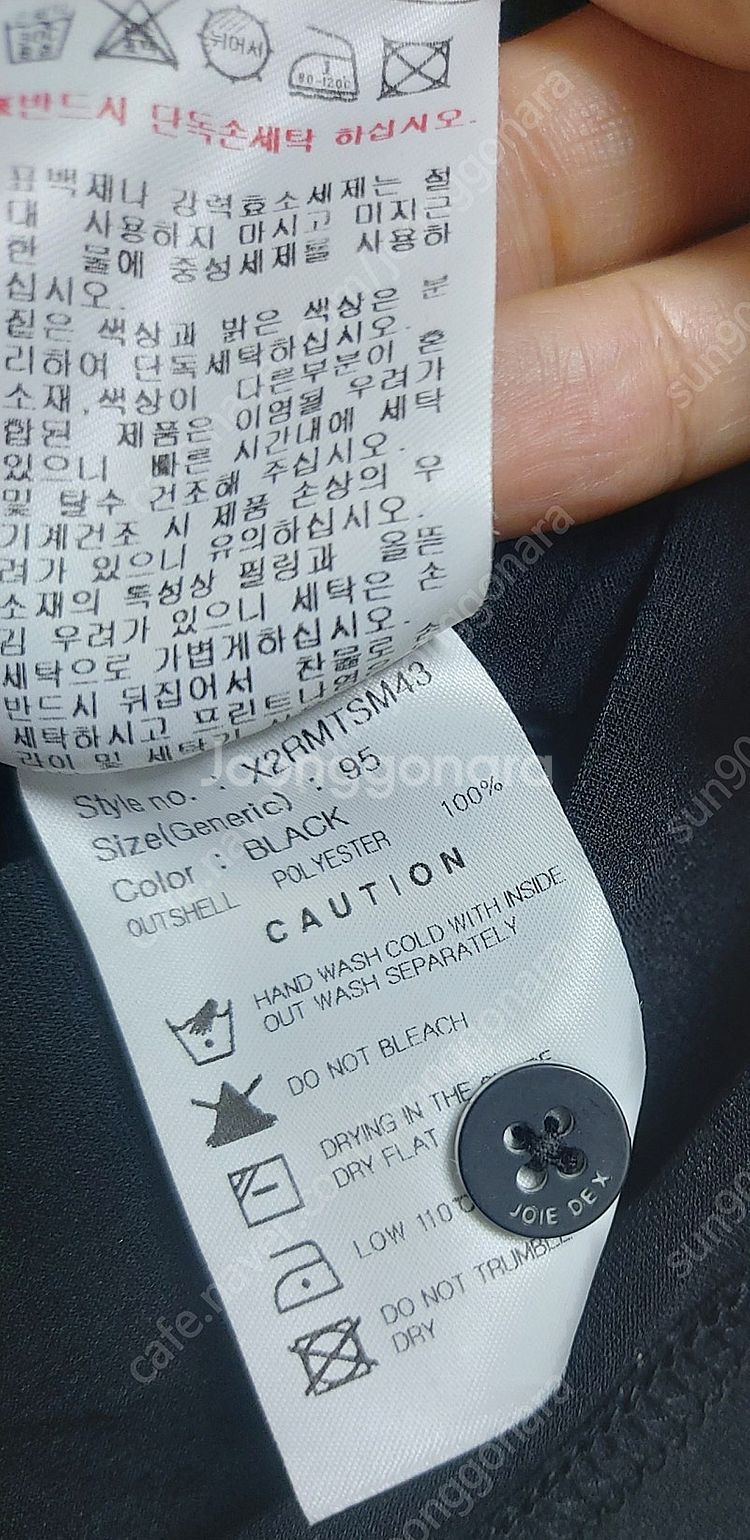 뉘어서
80-120C
※반드시 단독손세탁 하십시오.
표백제나 강력효소세제는 절
대 사용하지 마시고 미지근
한 물에 중성세제를 사용하
십시오.
짙은 색상과 밝은 색상은 분
리하여 단독세탁하십시오.
소재,색상이 다른부분이 혼
합된 제품은 이염될 우려가
있으니 빠른 시간내에 세탁
및 탈수 건조해 주십시오.
기계건조 시 제품 손상의 우
려가 있으니 유의하십시오.
소재의 특성상 필링과 올뜯
김 우려가 있으니 세탁은 손
세탁으로 가볍게하십시오.
반드시 뒤집어서 찬물로 손
세탁하시고 프린트나염
라이 및 세탁기
Style no. : X2RMTSM43
Size(Generic) : 95
Color : BLACK
OUTSHELL POLYESTER 100%
CAUTION
HAND WASH COLD WITH INSIDE
OUT WASH SEPARATELY
DO NOT BLEACH
DRYING IN THE
DRY FLAT
LOW 110℃
DO NOT TRUMBLE
DRY
JOIE DE X
Joonggonara